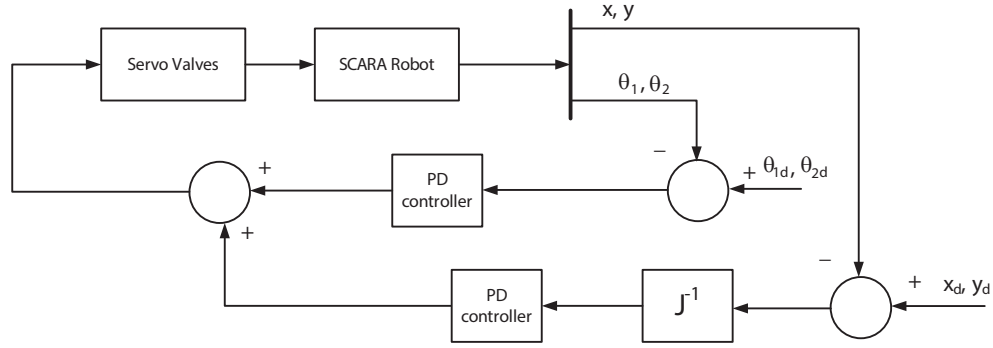 x, y
Servo Valves
SCARA Robot
θ₁, θ₂
−
+
+ θ₁d, θ₂d
PD
controller
+
−
+
x_d, y_d
PD
controller
J⁻¹